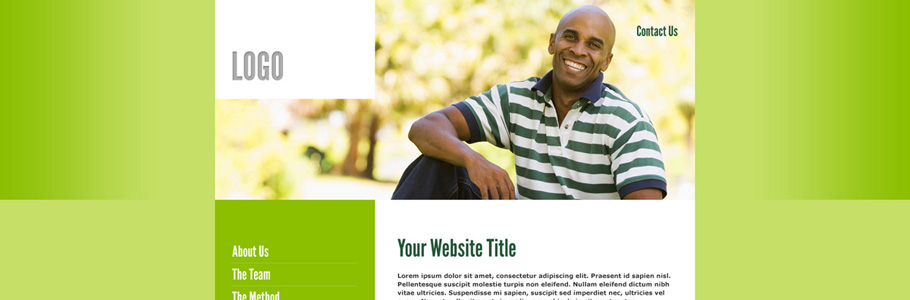 Contact Us
LOGO
About Us
The Team
The Method
Your Website Title
Lorem ipsum dolor sit amet, consectetur adipiscing elit. Praesent id sapien nisl.
Pellentesque suscipit molestie turpis non eleifend. Nullam eleifend dictum nibh
vitae ultricies. Suspendisse mi sapien, suscipit sed imperdiet nec, ultricies vel